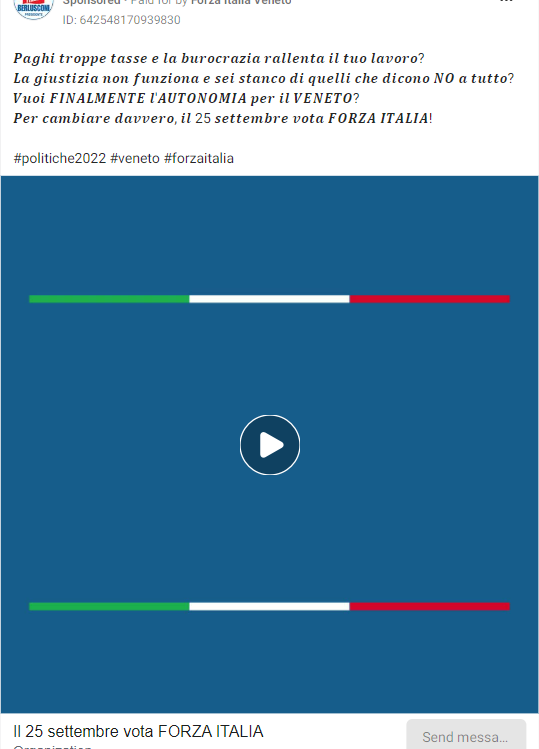 BERLUSCONI
PRESIDENTE
Sponsored • Paid for by Forza Italia Veneto
ID: 642548170939830
Paghi troppe tasse e la burocrazia rallenta il tuo lavoro?
La giustizia non funziona e sei stanco di quelli che dicono NO a tutto?
Vuoi FINALMENTE l'AUTONOMIA per il VENETO?
Per cambiare davvero, il 25 settembre vota FORZA ITALIA!
#politiche2022 #veneto #forzaitalia
Il 25 settembre vota FORZA ITALIA
Organization
Send messa...